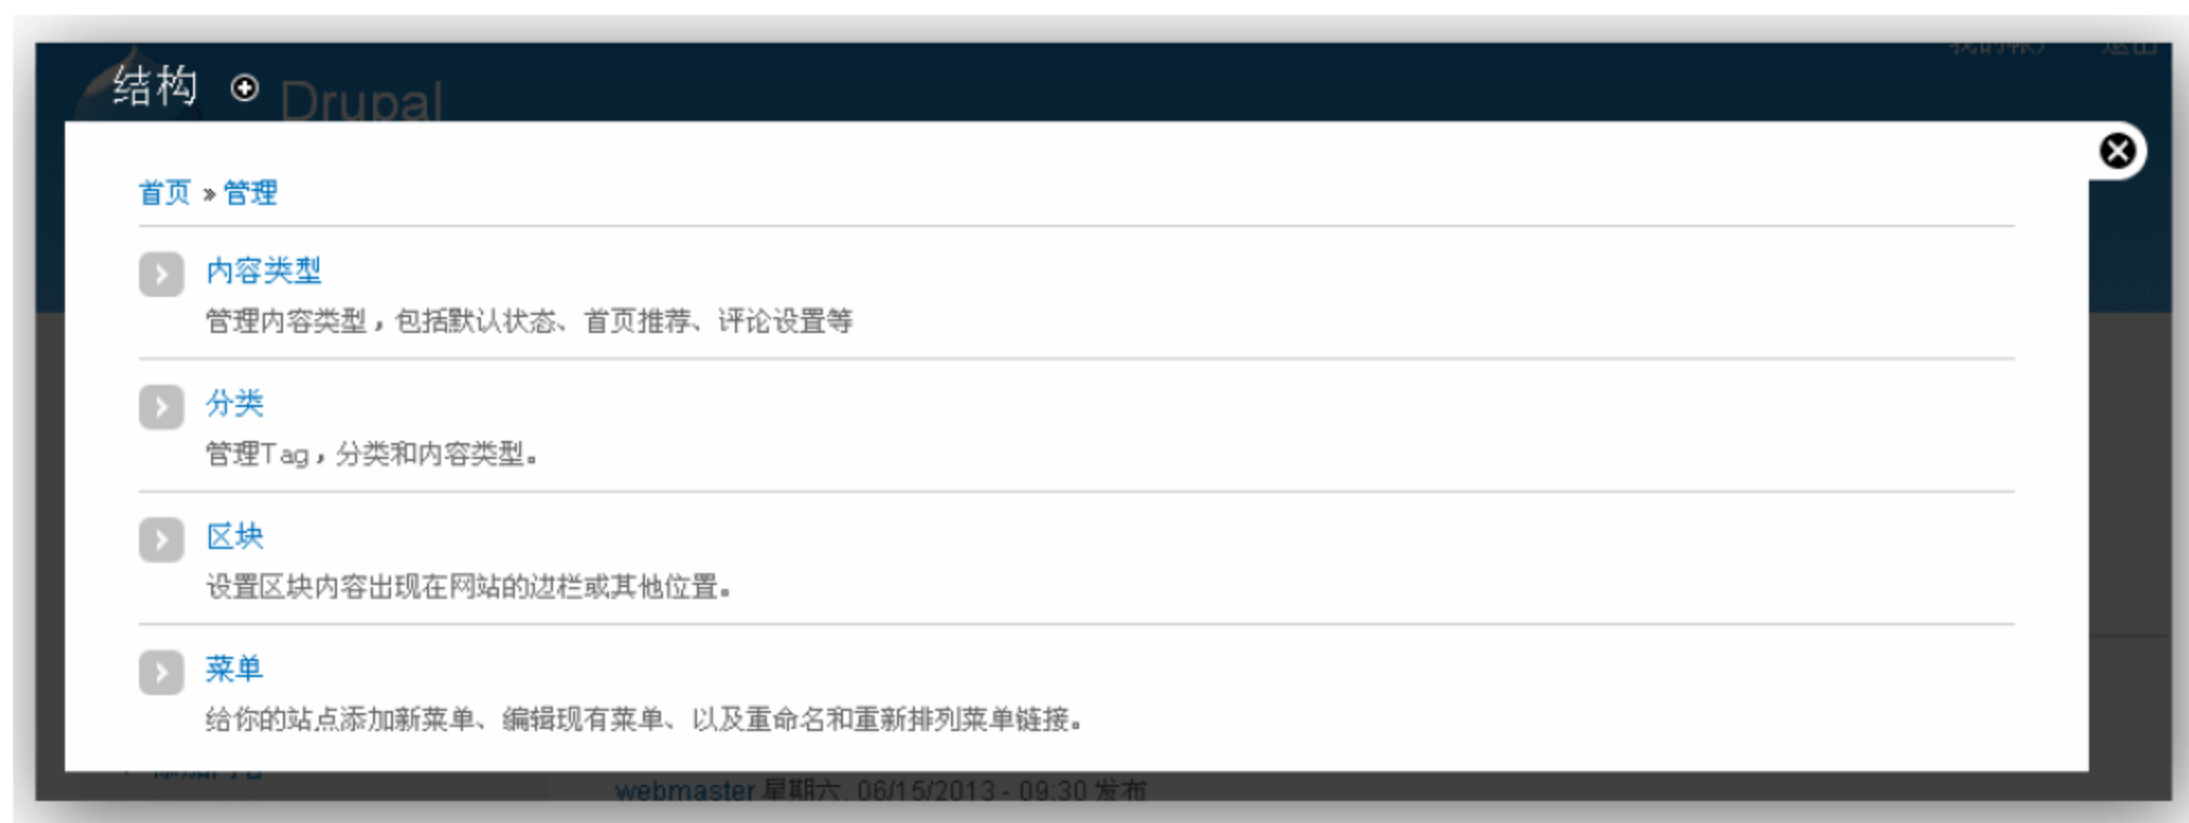 结构
Drupal
首页 » 管理
内容类型
管理内容类型，包括默认状态、首页推荐、评论设置等
分类
管理Tag，分类和内容类型。
区块
设置区块内容出现在网站的边栏或其他位置。
菜单
给你的站点添加新菜单、编辑现有菜单、以及重命名和重新排列菜单链接。
webmaster 星期六, 06/15/2013 - 09:30 发布